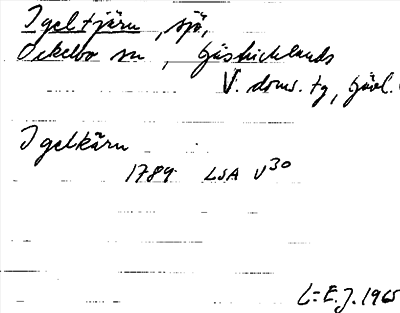 Igeltjärn, sjö,
Ockelbo sn, Gästriklands
V. doms. tg, Gävl.
Igelkärn
1789 LSA V30
L-E.J. 1965